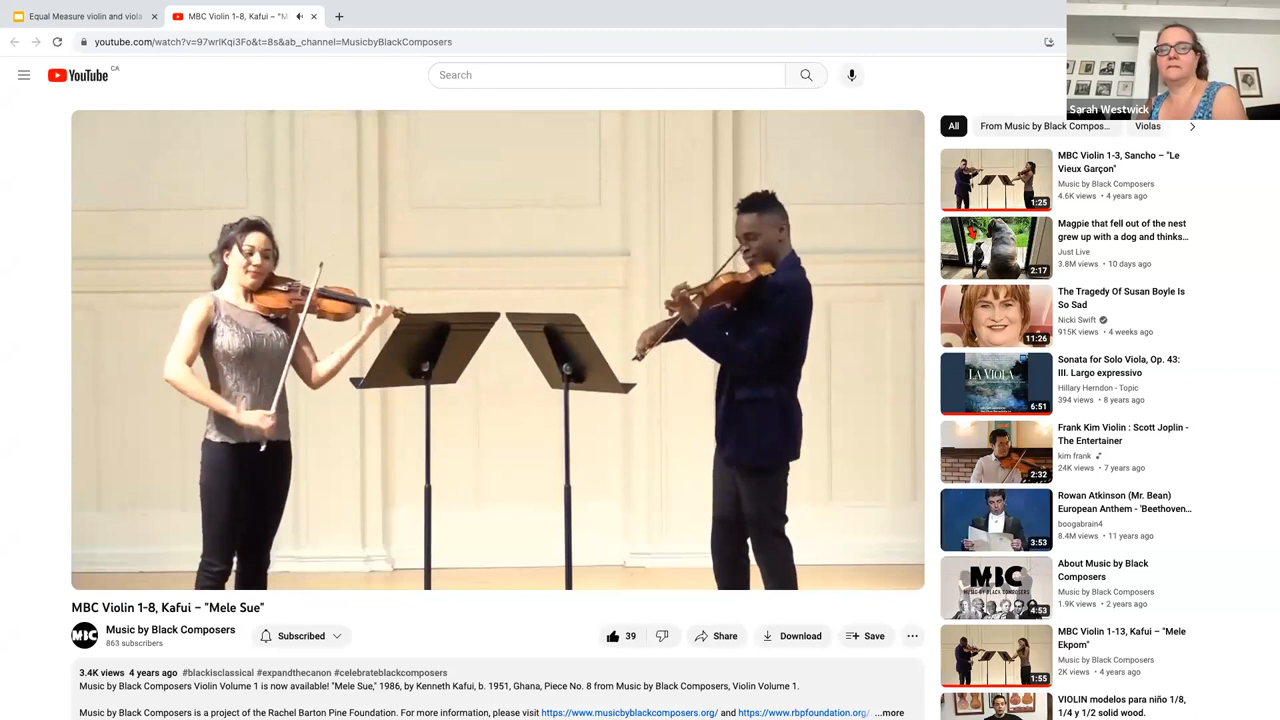 Equal Measure violin and viola
MBC Violin 1-8, Kafui – "M
youtube.com/watch?v=97wrlKqi3Fo&t=8s&ab_channel=MusicbyBlackComposers
YouTube CA
Search
Sarah Westwick
All
From Music by Black Compos...
Violas
MBC Violin 1-3, Sancho – "Le
Vieux Garçon"
Music by Black Composers
4.6K views • 4 years ago
1:25
Magpie that fell out of the nest
grew up with a dog and thinks...
Just Live
3.8M views • 10 days ago
2:17
The Tragedy Of Susan Boyle Is
So Sad
Nicki Swift
915K views • 4 weeks ago
11:26
Sonata for Solo Viola, Op. 43:
III. Largo expressivo
Hillary Herndon - Topic
394 views • 8 years ago
LA VIOLA
6:51
Frank Kim Violin : Scott Joplin -
The Entertainer
kim frank
24K views • 7 years ago
2:32
Rowan Atkinson (Mr. Bean)
European Anthem - 'Beethoven...
boogabrain4
8.4M views • 11 years ago
3:53
About Music by Black
Composers
Music by Black Composers
1.9K views • 2 years ago
MBC
MUSIC BY BLACK COMPOSERS
4:53
MBC Violin 1-13, Kafui – "Mele
Ekpom"
Music by Black Composers
2K views • 4 years ago
1:55
VIOLIN modelos para niño 1/8,
1/4 y 1/2 solid wood.
MBC Violin 1-8, Kafui – "Mele Sue"
MBC
Music by Black Composers
863 subscribers
Subscribed
39
Share
Download
Save
3.4K views 4 years ago #blackisclassical #expandthecanon #celebrateblackcomposers
Music by Black Composers Violin Volume 1 is now available! "Mele Sue," 1986, by Kenneth Kafui, b. 1951, Ghana, Piece No. 8 from Music by Black Composers, Violin Volume 1.
Music by Black Composers is a project of the Rachel Barton Pine Foundation. For more information, please visit https://www.musicbyblackcomposers.org/ and https://www.rbpfoundation.org/ ...more